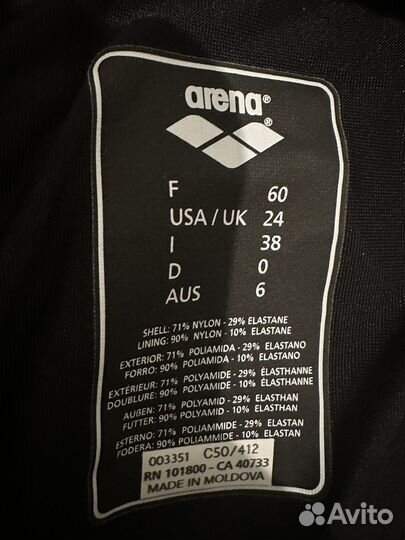 arena®
®
F 60
USA / UK 24
I 38
D 0
AUS 6
SHELL: 71% NYLON - 29% ELASTANE
LINING: 90% NYLON - 10% ELASTANE
EXTERIOR: 71% POLIAMIDA - 29% ELASTANO
FORRO: 90% POLIAMIDA - 10% ELASTANO
EXTÉRIEUR: 71% POLYAMIDE - 29% ÉLASTHANNE
DOUBLURE: 90% POLYAMIDE - 10% ÉLASTHANNE
AUßEN: 71% POLYAMID - 29% ELASTHAN
FUTTER: 90% POLYAMID - 10% ELASTHAN
ESTERNO: 71% POLIAMMIDE - 29% ELASTAN
FODERA: 90% POLIAMMIDE - 10% ELASTAN
003351 C50/412
RN 101800 - CA 40733
MADE IN MOLDOVA
Avito